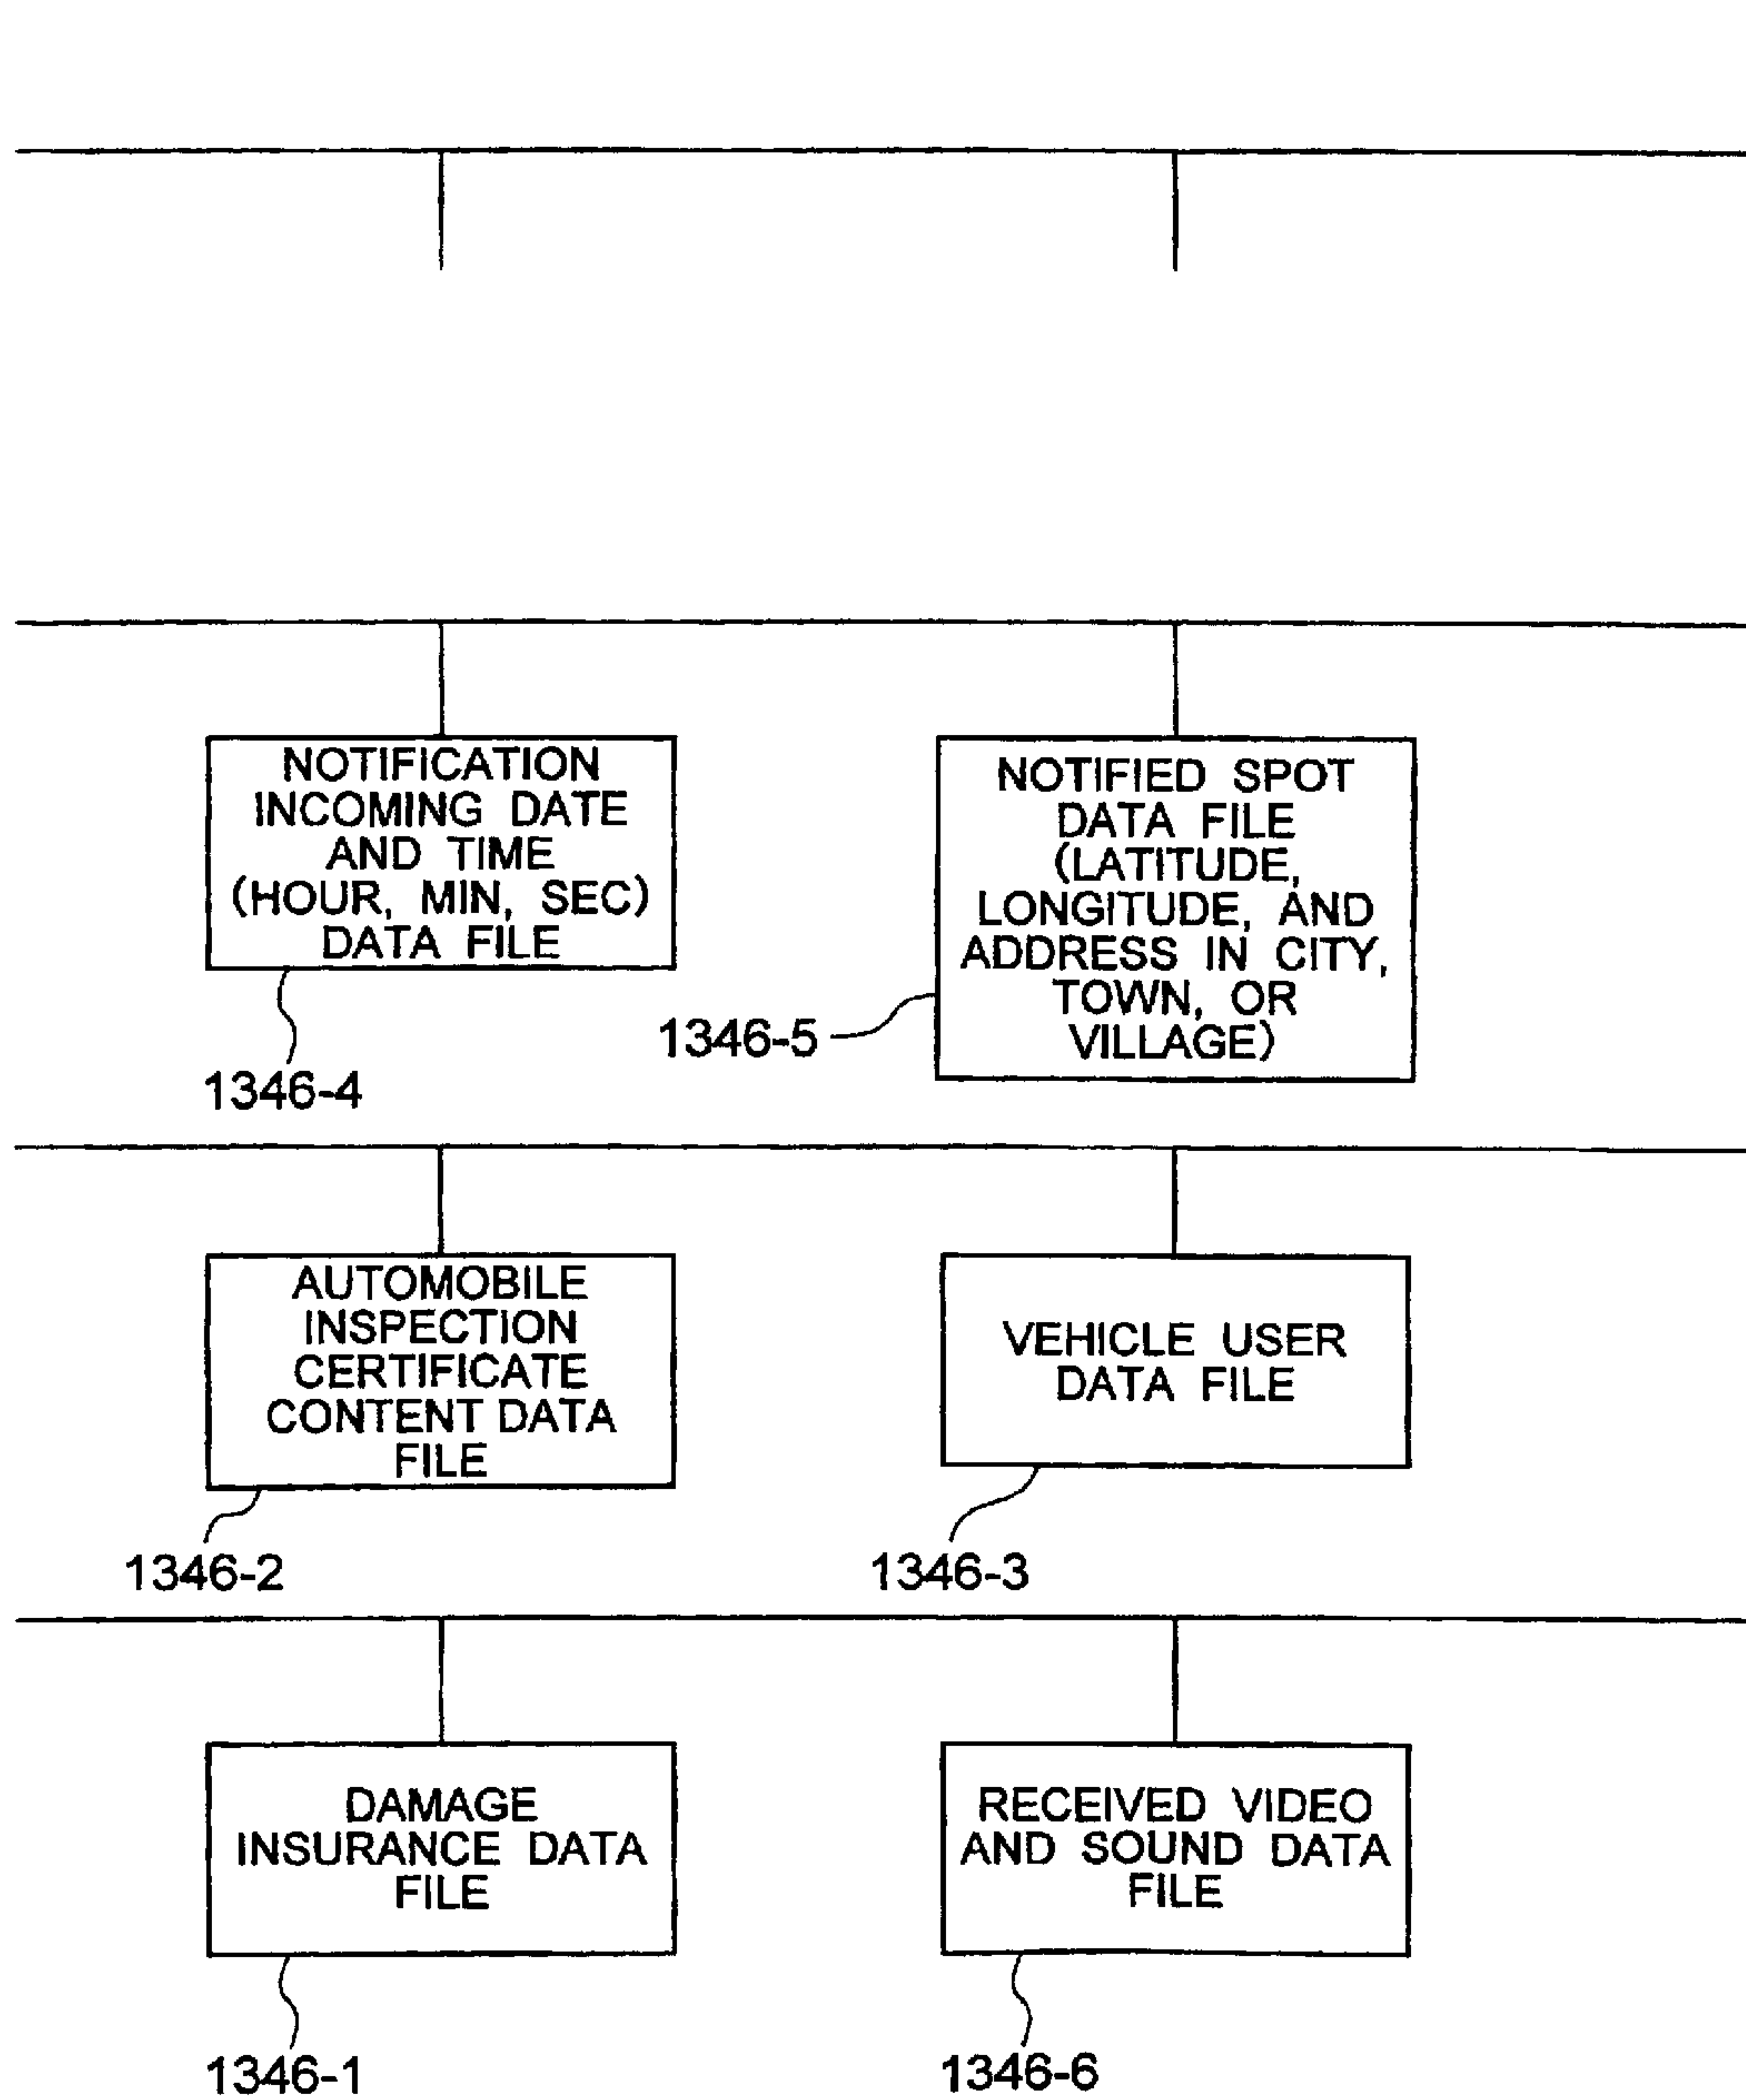 NOTIFICATION
INCOMING DATE
AND TIME
(HOUR, MIN, SEC)
DATA FILE
1346-4
NOTIFIED SPOT
DATA FILE
(LATITUDE,
LONGITUDE, AND
ADDRESS IN CITY,
TOWN, OR
VILLAGE)
1346-5
AUTOMOBILE
INSPECTION
CERTIFICATE
CONTENT DATA
FILE
1346-2
VEHICLE USER
DATA FILE
1346-3
DAMAGE
INSURANCE DATA
FILE
1346-1
RECEIVED VIDEO
AND SOUND DATA
FILE
1346-6